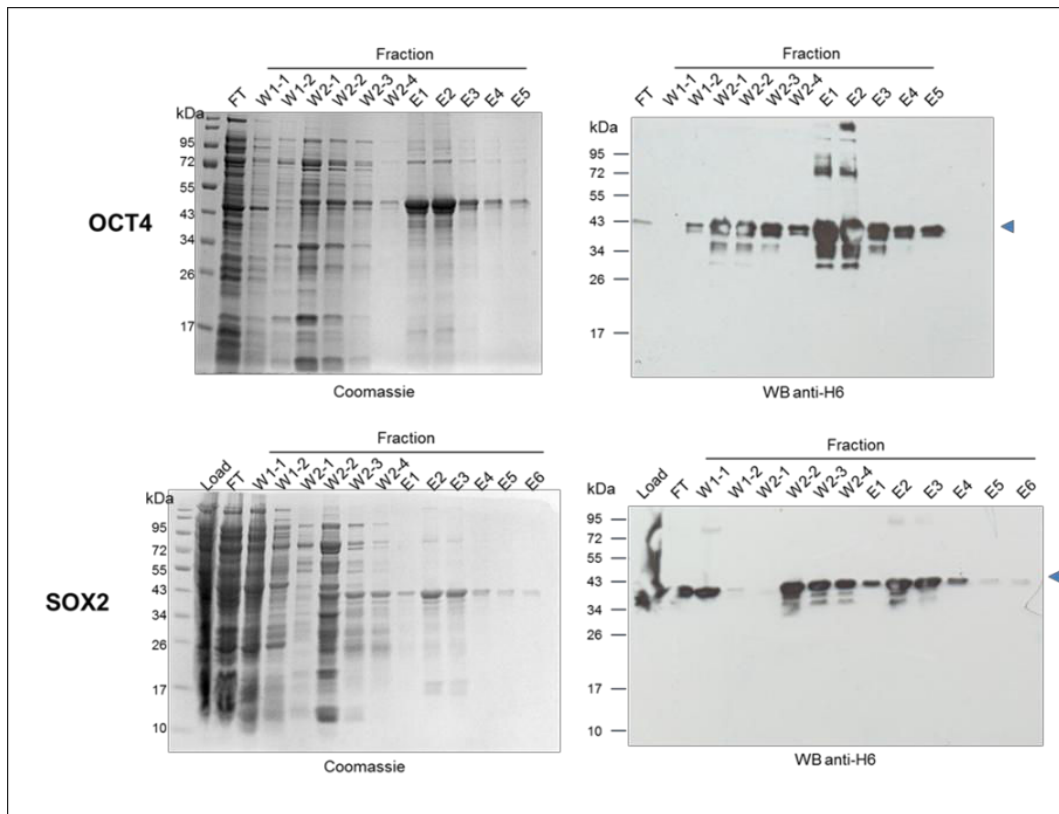 Fraction
FT W1-1 W1-2 W2-1 W2-2 W2-3 W2-4 E1 E2 E3 E4 E5
kDa
95
72
55
43
34
26
17
OCT4
Coomassie
Fraction
FT W1-1 W1-2 W2-1 W2-2 W2-3 W2-4 E1 E2 E3 E4 E5
kDa
95
72
55
43
34
26
17
WB anti-H6
Fraction
Load FT W1-1 W1-2 W2-1 W2-2 W2-3 W2-4 E1 E2 E3 E4 E5 E6
kDa
95
72
55
43
34
26
17
10
SOX2
Coomassie
Fraction
Load FT W1-1 W1-2 W2-1 W2-2 W2-3 W2-4 E1 E2 E3 E4 E5 E6
kDa
95
72
55
43
34
26
17
10
WB anti-H6